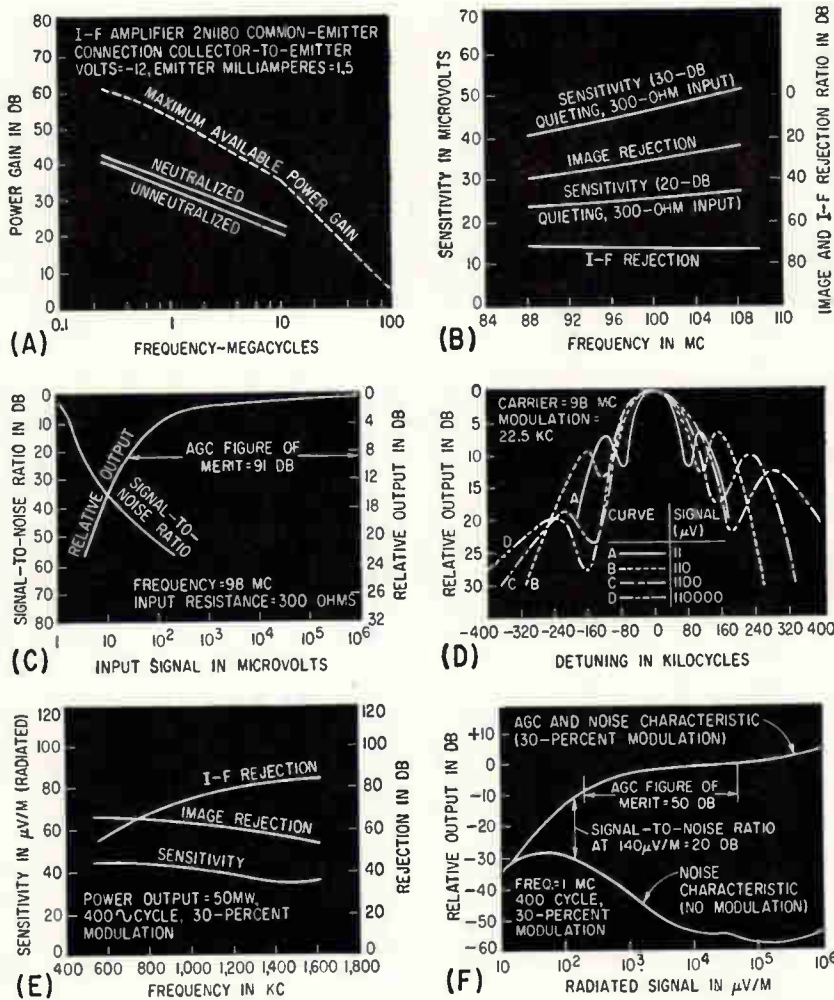 I-F AMPLIFIER 2N1180 COMMON-EMITTER
CONNECTION COLLECTOR-TO-EMITTER
VOLTS=-12, EMITTER MILLIAMPERES=1.5
MAXIMUM AVAILABLE POWER GAIN
NEUTRALIZED
UNNEUTRALIZED
POWER GAIN IN DB
80
70
60
50
40
30
20
10
0
0.1
1
10
100
(A)
FREQUENCY-MEGACYCLES
SENSITIVITY IN MICROVOLTS
70
60
50
40
30
20
10
0
SENSITIVITY (30-DB
QUIETING, 300-OHM INPUT)
IMAGE REJECTION
SENSITIVITY (20-DB
QUIETING, 300-OHM INPUT)
I-F REJECTION
0
20
40
60
80
IMAGE AND I-F REJECTION RATIO IN DB
84
88
92
96
100
104
108
110
(B)
FREQUENCY IN MC
SIGNAL-TO-NOISE RATIO IN DB
0
10
20
30
40
50
60
70
80
AGC FIGURE OF
MERIT=91 DB
RELATIVE OUTPUT
SIGNAL-TO-
NOISE RATIO
FREQUENCY=98 MC
INPUT RESISTANCE=300 OHMS
0
4
8
12
16
20
24
28
32
RELATIVE OUTPUT IN DB
1
10
10²
10³
10⁴
10⁵
10⁶
(C)
INPUT SIGNAL IN MICROVOLTS
RELATIVE OUTPUT IN DB
0
5
10
15
20
25
30
CARRIER=98 MC
MODULATION=
22.5 KC
A
D
C B
CURVE SIGNAL (μV)
A 11
B 110
C 1100
D 110000
-400
-320
-240
-160
-80
0
80
160
240
320
400
(D)
DETUNING IN KILOCYCLES
SENSITIVITY IN μV/M (RADIATED)
120
100
80
60
40
20
0
I-F REJECTION
IMAGE REJECTION
SENSITIVITY
POWER OUTPUT=50MW,
400~CYCLE, 30-PERCENT
MODULATION
120
100
80
60
40
20
0
REJECTION IN DB
400
600
800
1,000
1,200
1,400
1,600
1,800
(E)
FREQUENCY IN KC
RELATIVE OUTPUT IN DB
+10
0
-10
-20
-30
-40
-50
-60
AGC AND NOISE CHARACTERISTIC
(30-PERCENT MODULATION)
AGC FIGURE OF
MERIT=50 DB
SIGNAL-TO-NOISE RATIO
AT 140μV/M=20 DB
FREQ.=1 MC
400 CYCLE,
30-PERCENT
MODULATION
NOISE
CHARACTERISTIC
(NO MODULATION)
10
10²
10³
10⁴
10⁵
10⁶
(F)
RADIATED SIGNAL IN μV/M